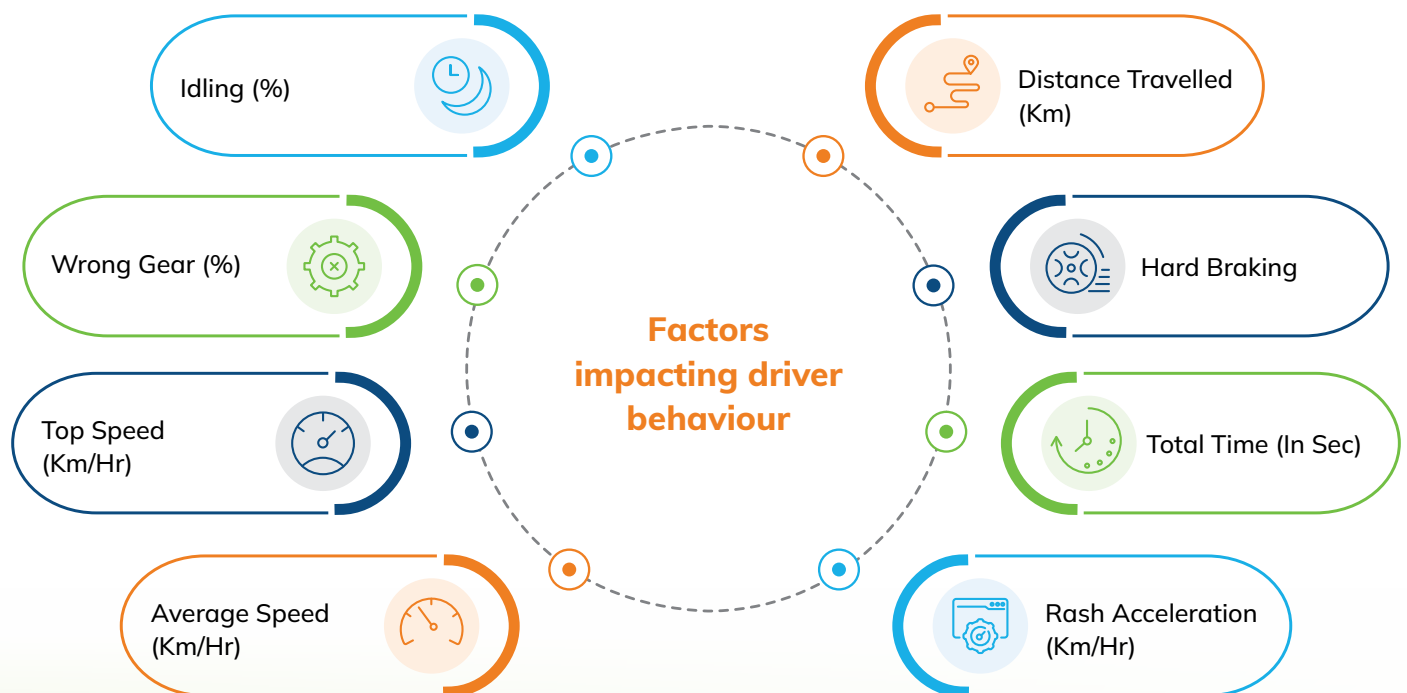 Idling (%)
Distance Travelled
(Km)
Wrong Gear (%)
Hard Braking
Factors
impacting driver
behaviour
Top Speed
(Km/Hr)
Total Time (In Sec)
Average Speed
(Km/Hr)
Rash Acceleration
(Km/Hr)